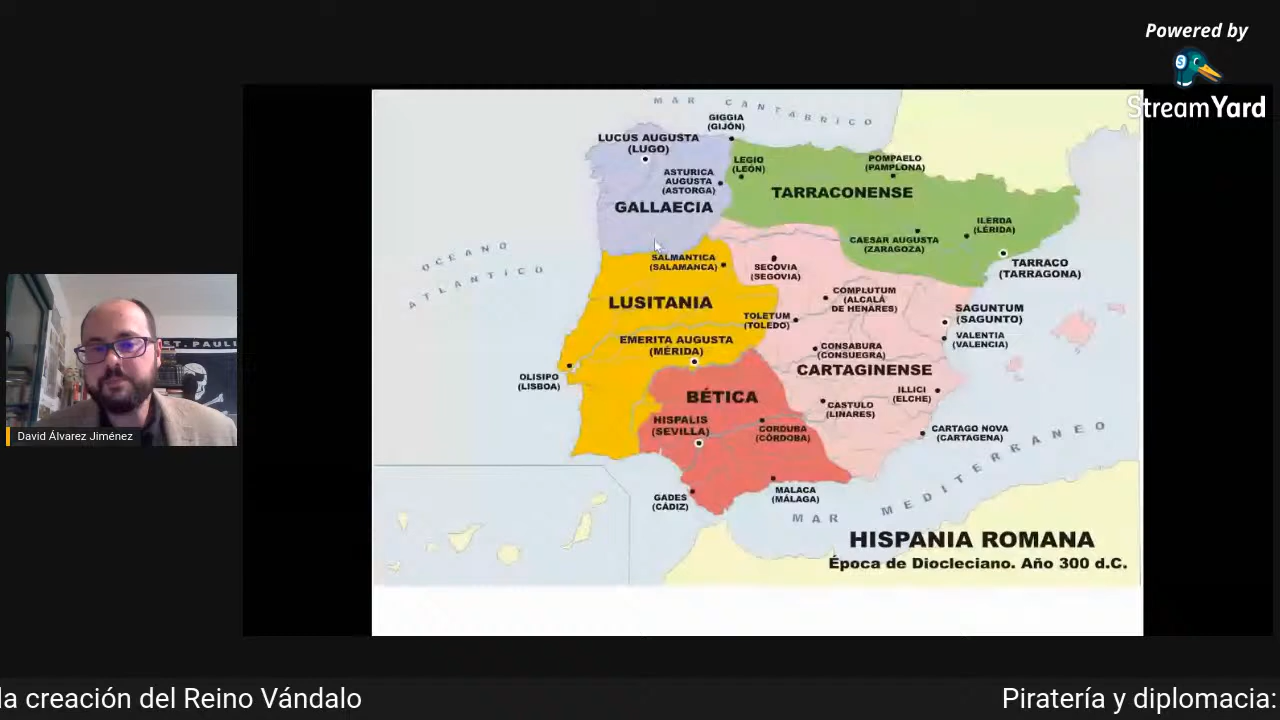 Powered by
StreamYard
MAR CANTÁBRICO
GIGGIA
(GIJÓN)
LUCUS AUGUSTA
(LUGO)
LEGIO
(LEÓN)
POMPAELO
(PAMPLONA)
ASTURICA
AUGUSTA
(ASTORGA)
TARRACONENSE
GALLAECIA
ILERDA
(LÉRIDA)
CAESAR AUGUSTA
(ZARAGOZA)
OCEANO
ATLANTICO
SALMANTICA
(SALAMANCA)
SECOVIA
(SEGOVIA)
TARRACO
(TARRAGONA)
LUSITANIA
COMPLUTUM
(ALCALÁ
DE HENARES)
TOLETUM
(TOLEDO)
SAGUNTUM
(SAGUNTO)
VALENTIA
(VALENCIA)
EMERITA AUGUSTA
(MÉRIDA)
CONSABURA
(CONSUEGRA)
CARTAGINENSE
OLISIPO
(LISBOA)
BÉTICA
ILLICI
(ELCHE)
CASTULO
(LINARES)
HISPALIS
(SEVILLA)
CORDUBA
(CÓRDOBA)
CARTAGO NOVA
(CARTAGENA)
GADES
(CÁDIZ)
MALACA
(MÁLAGA)
MAR MEDITERRANEO
HISPANIA ROMANA
Época de Diocleciano. Año 300 d.C.
ST. PAULI
David Álvarez Jiménez
la creación del Reino Vándalo
Piratería y diplomacia: